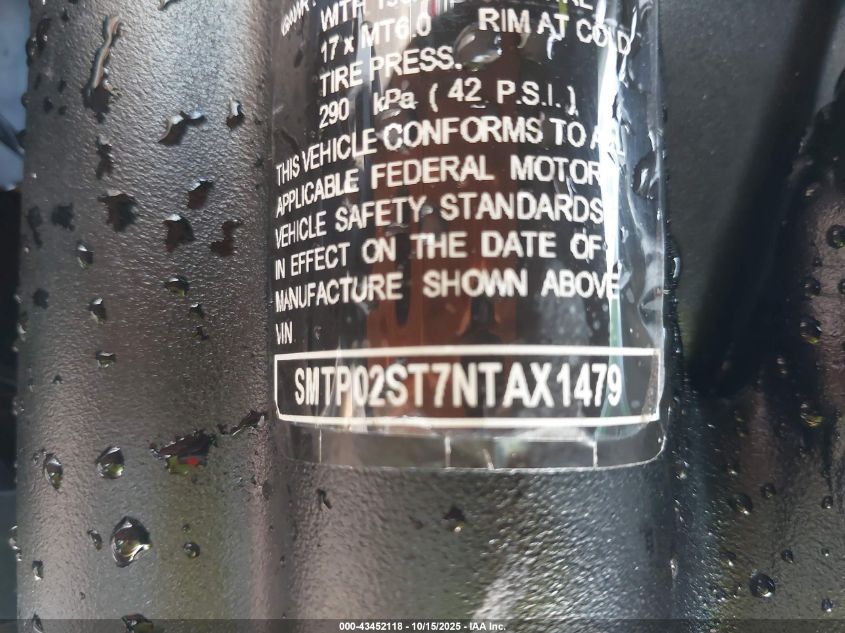 WITH
17 x MT6.0 RIM AT COLD
TIRE PRESS.
290 kPa ( 42 P.S.I. )
THIS VEHICLE CONFORMS TO
APPLICABLE FEDERAL MOTOR
VEHICLE SAFETY STANDARDS
IN EFFECT ON THE DATE OF
MANUFACTURE SHOWN ABOVE
VIN
SMTP02ST7NTAX1479
000-43452118 - 10/15/2025 - IAA Inc.